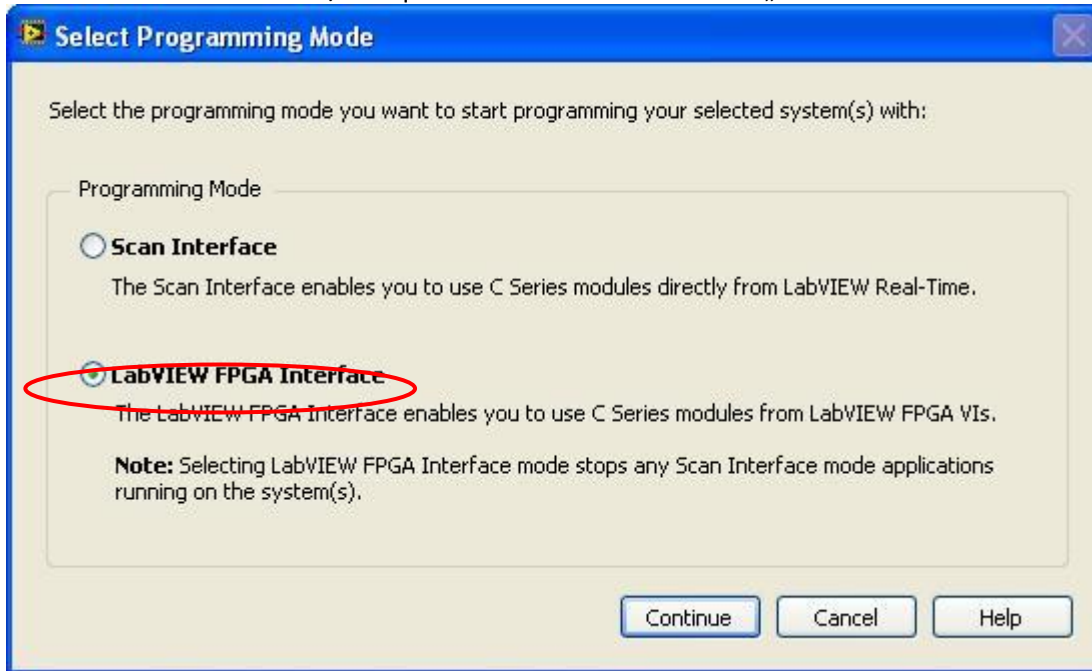 Select Programming Mode
Select the programming mode you want to start programming your selected system(s) with:
Programming Mode
Scan Interface
The Scan Interface enables you to use C Series modules directly from LabVIEW Real-Time.
LabVIEW FPGA Interface
The LabVIEW FPGA Interface enables you to use C Series modules from LabVIEW FPGA VIs.
Note: Selecting LabVIEW FPGA Interface mode stops any Scan Interface mode applications
running on the system(s).
Continue Cancel Help